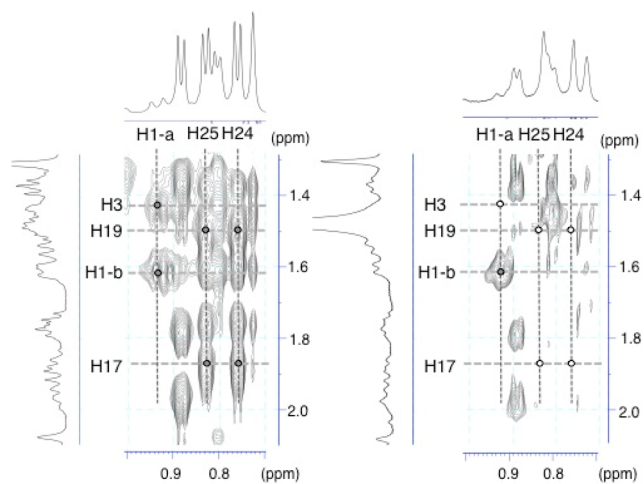 H1-a H25 H24 (ppm)
H3
H19
H1-b
H17
1.4
1.6
1.8
2.0
0.9 0.8 (ppm)
H1-a H25 H24 (ppm)
H3
H19
H1-b
H17
1.4
1.6
1.8
2.0
0.9 0.8 (ppm)